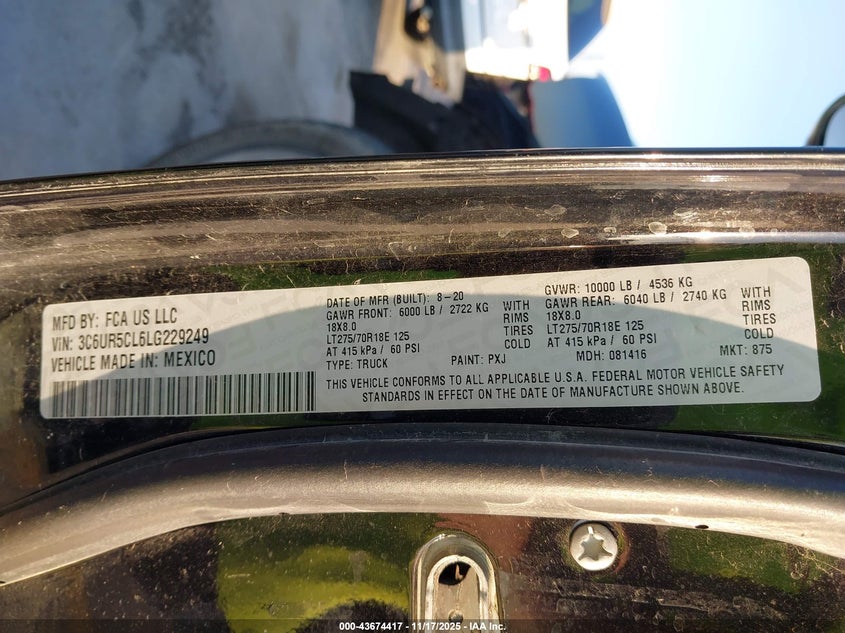 MFD BY: FCA US LLC
VIN: 3C6UR5CL6LG229249
VEHICLE MADE IN: MEXICO
DATE OF MFR (BUILT): 8-20
GAWR FRONT: 6000 LB / 2722 KG WITH
18X8.0 RIMS
LT275/70R18E 125 TIRES
AT 415 kPa / 60 PSI COLD
TYPE: TRUCK PAINT: PXJ
GVWR: 10000 LB / 4536 KG
GAWR REAR: 6040 LB / 2740 KG WITH
18X8.0 RIMS
LT275/70R18E 125 TIRES
AT 415 kPa / 60 PSI COLD
MDH: 081416 MKT: 875
THIS VEHICLE CONFORMS TO ALL APPLICABLE U.S.A. FEDERAL MOTOR VEHICLE SAFETY
STANDARDS IN EFFECT ON THE DATE OF MANUFACTURE SHOWN ABOVE.
000-43674417 - 11/17/2025 - IAA Inc.